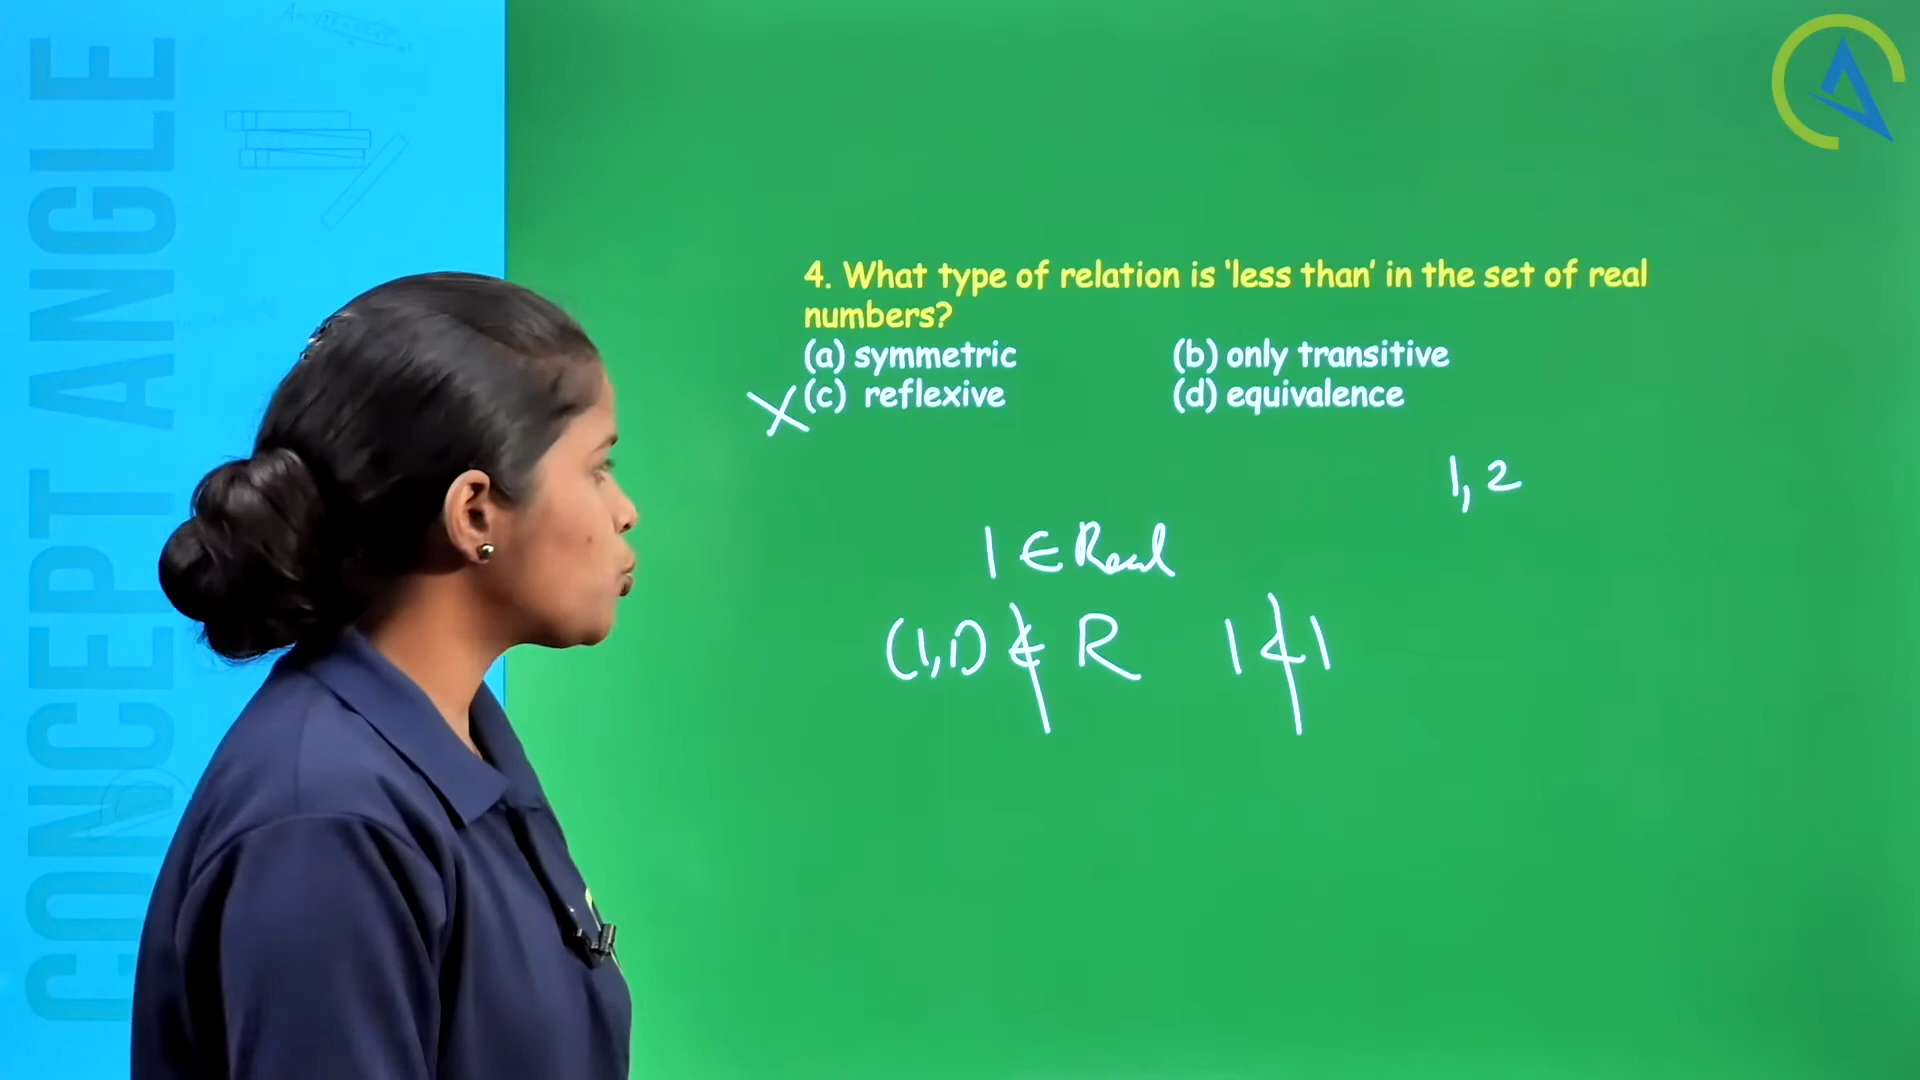 CONCEPT ANGLE
4. What type of relation is ‘less than’ in the set of real
numbers?
(a) symmetric (b) only transitive
(c) reflexive (d) equivalence
1, 2
1 ∈ Real
(1,1) ∉ R 1 ≮ 1